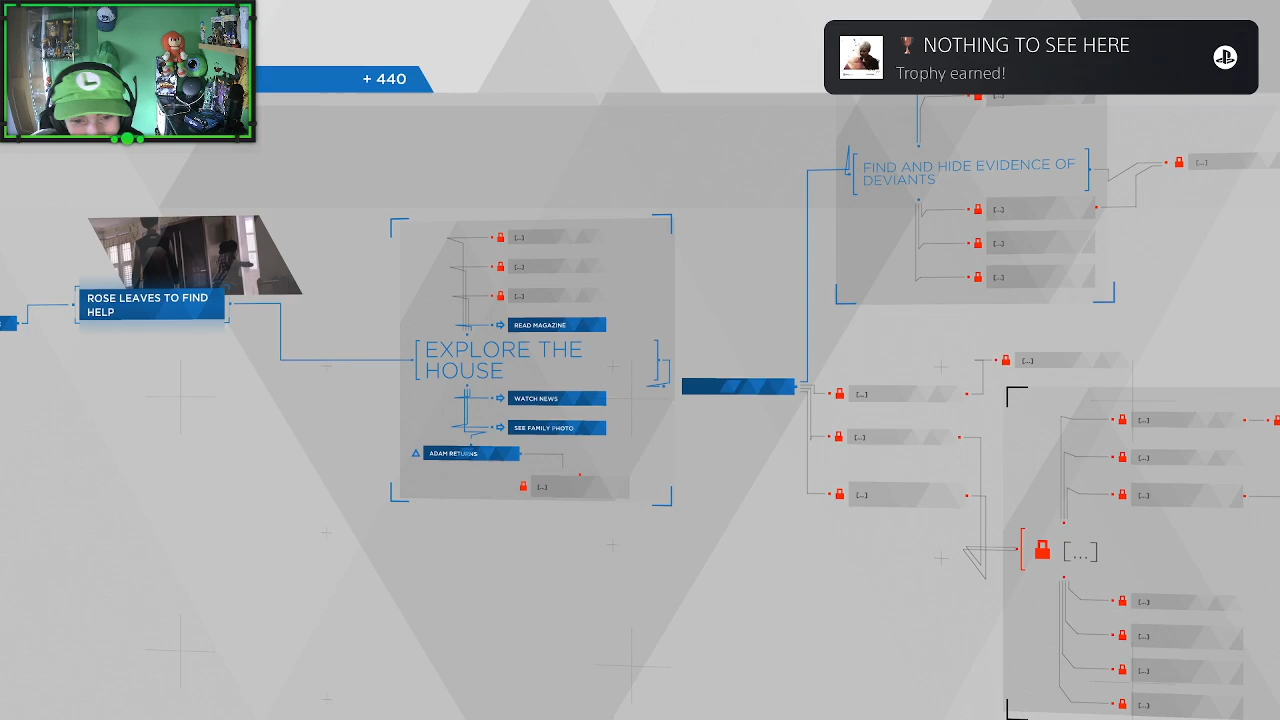 NOTHING TO SEE HERE
Trophy earned!
+ 440
[...]
FIND AND HIDE EVIDENCE OF
DEVIANTS
[...]
[...]
[...]
[...]
ROSE LEAVES TO FIND
HELP
[...]
[...]
[...]
READ MAGAZINE
EXPLORE THE
HOUSE
WATCH NEWS
SEE FAMILY PHOTO
ADAM RETURNS
[...]
[...]
[...]
[...]
[...]
[...]
[...]
[...]
[...]
[...]
[...]
[...]
[...]